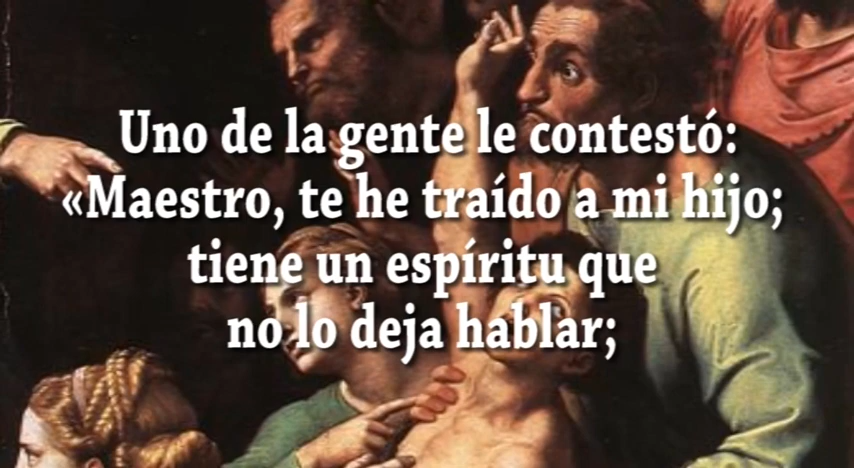 Uno de la gente le contestó:
«Maestro, te he traído a mi hijo;
tiene un espíritu que
no lo deja hablar;